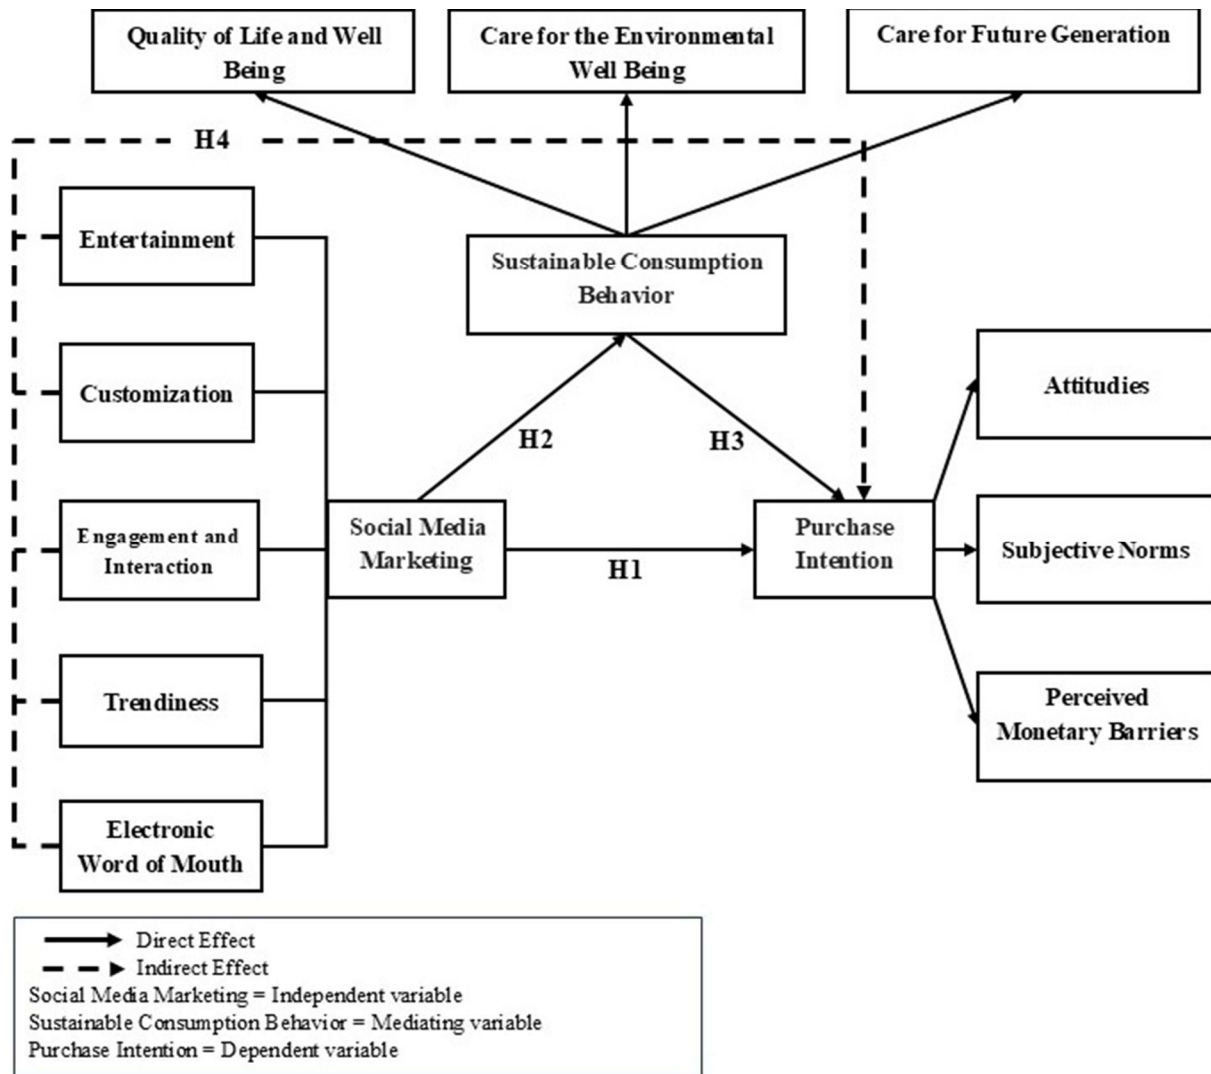 Quality of Life and Well
Being
Care for the Environmental
Well Being
Care for Future Generation
H4
Entertainment
Sustainable Consumption
Behavior
Customization
Attitudies
H2
H3
Engagement and
Interaction
Social Media
Marketing
H1
Purchase
Intention
Subjective Norms
Trendiness
Perceived
Monetary Barriers
Electronic
Word of Mouth
Direct Effect
Indirect Effect
Social Media Marketing = Independent variable
Sustainable Consumption Behavior = Mediating variable
Purchase Intention = Dependent variable